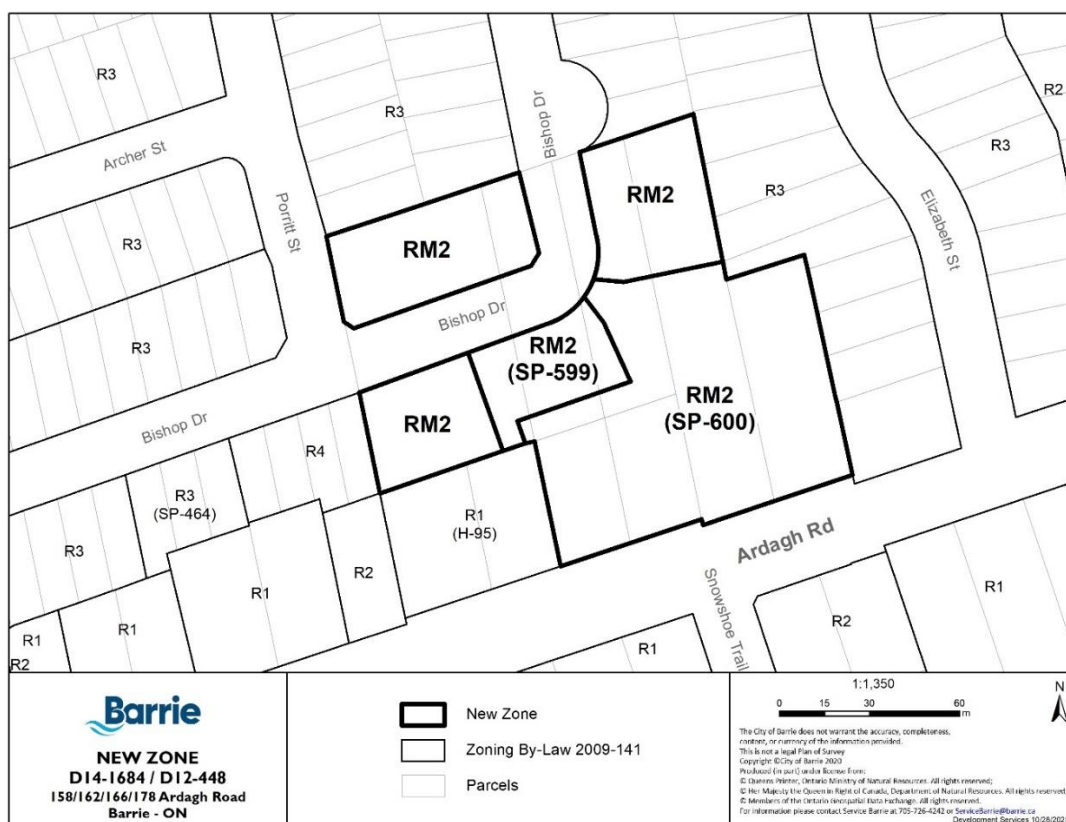 R3
R3
Bishop Dr
R2
R3
Archer St
RM2
R3
Porritt St
R3
RM2
Elizabeth St
R3
Bishop Dr
RM2
(SP-599)
RM2
(SP-600)
RM2
Bishop Dr
R4
R3
(SP-464)
R1
(H-95)
R3
Ardagh Rd
R2
R1
Snowshoe Trail
R1
R2
R1
R1
R1
R2
Barrie
NEW ZONE
D14-1684 / D12-448
158/162/166/178 Ardagh Road
Barrie - ON
New Zone
Zoning By-Law 2009-141
Parcels
1:1,350
0 15 30 60
m
N
The City of Barrie does not warrant the accuracy, completeness,
content, or currency of the information provided.
This is not a legal Plan of Survey
Copyright ©City of Barrie 2020
Produced (in part) under license from:
© Queens Printer, Ontario Ministry of Natural Resources. All rights reserved;
© Her Majesty the Queen in Right of Canada, Department of Natural Resources. All rights reserved;
© Members of the Ontario Geospatial Data Exchange. All rights reserved.
For information please contact Service Barrie at 705-726-4242 or ServiceBarrie@barrie.ca
Development Services